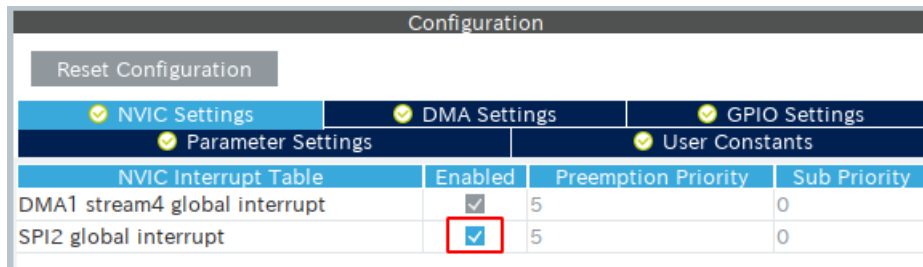 Configuration
Reset Configuration
NVIC Settings DMA Settings GPIO Settings
Parameter Settings User Constants
NVIC Interrupt Table Enabled Preemption Priority Sub Priority
DMA1 stream4 global interrupt 5 0
SPI2 global interrupt 5 0